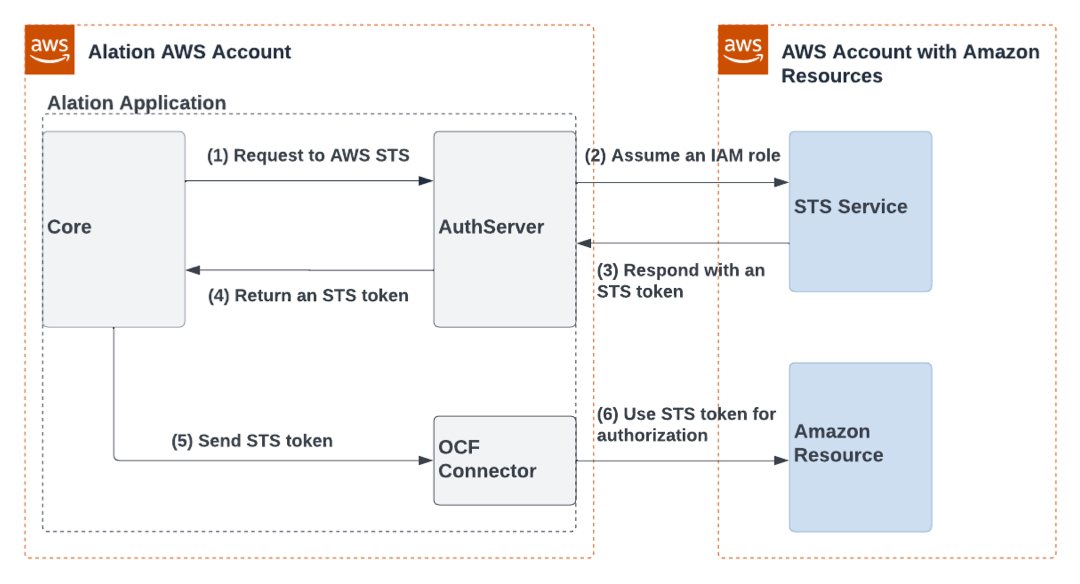 aws
Alation AWS Account
aws
AWS Account with Amazon
Resources
Alation Application
(1) Request to AWS STS
(2) Assume an IAM role
Core
AuthServer
STS Service
(3) Respond with an
STS token
(4) Return an STS token
(5) Send STS token
OCF
Connector
(6) Use STS token for
authorization
Amazon
Resource